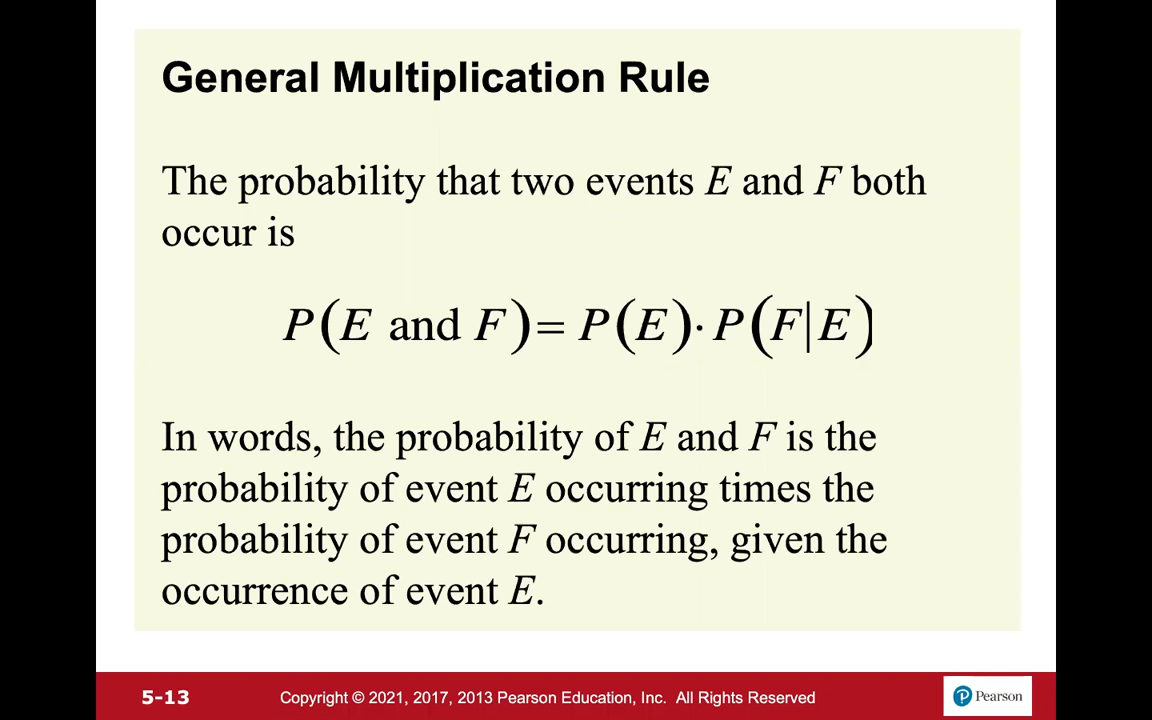 General Multiplication Rule
The probability that two events E and F both
occur is
P(E and F)= P(E)·P(F|E)
In words, the probability of E and F is the
probability of event E occurring times the
probability of event F occurring, given the
occurrence of event E.
5-13
Copyright © 2021, 2017, 2013 Pearson Education, Inc. All Rights Reserved
P Pearson